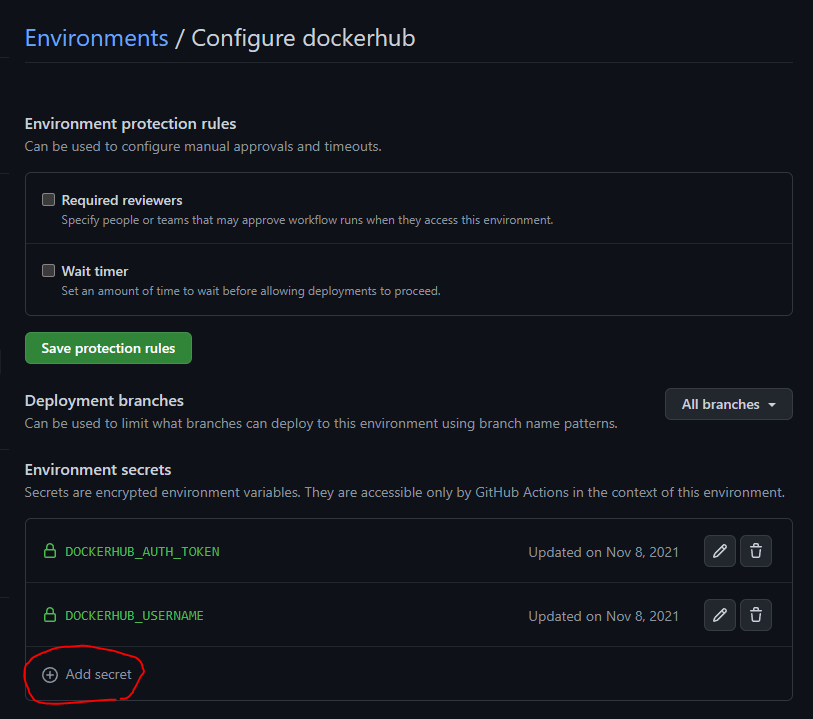 Environments / Configure dockerhub
Environment protection rules
Can be used to configure manual approvals and timeouts.
Required reviewers
Specify people or teams that may approve workflow runs when they access this environment.
Wait timer
Set an amount of time to wait before allowing deployments to proceed.
Save protection rules
Deployment branches
All branches
Can be used to limit what branches can deploy to this environment using branch name patterns.
Environment secrets
Secrets are encrypted environment variables. They are accessible only by GitHub Actions in the context of this environment.
DOCKERHUB_AUTH_TOKEN Updated on Nov 8, 2021
DOCKERHUB_USERNAME Updated on Nov 8, 2021
Add secret